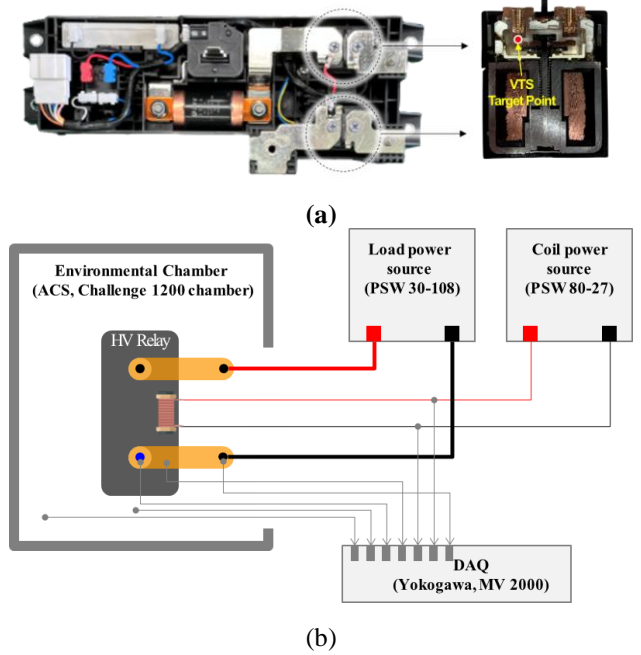 VTS
Target Point
(a)
Environmental Chamber
(ACS, Challenge 1200 chamber)
HV Relay
Load power
source
(PSW 30-108)
Coil power
source
(PSW 80-27)
DAQ
(Yokogawa, MV 2000)
(b)